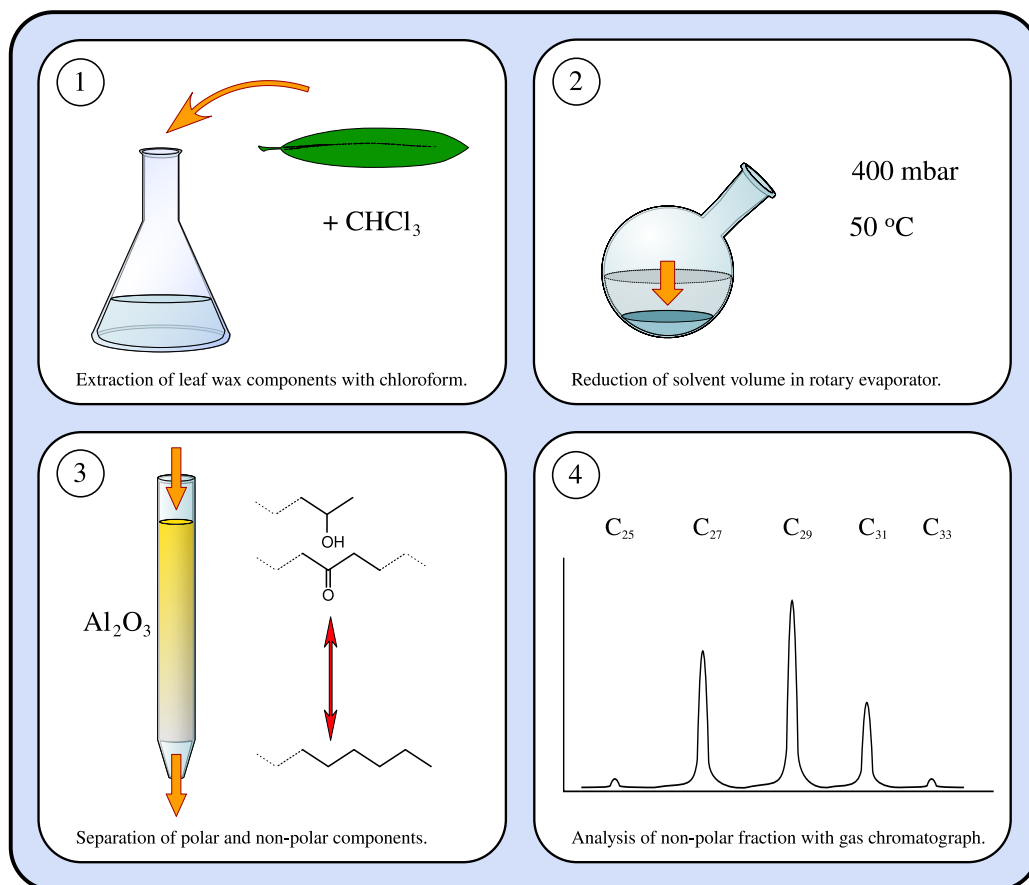 1
+ CHCl₃
Extraction of leaf wax components with chloroform.
2
400 mbar
50 °C
Reduction of solvent volume in rotary evaporator.
3
OH
O
Al₂O₃
Separation of polar and non-polar components.
4
C₂₅ C₂₇ C₂₉ C₃₁ C₃₃
Analysis of non-polar fraction with gas chromatograph.